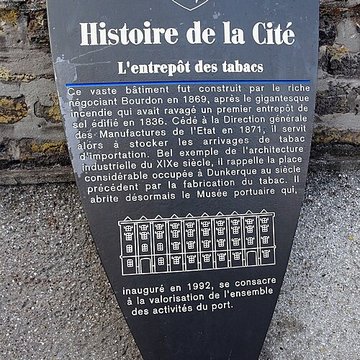 Histoire de la Cité
L'entrepôt des tabacs
Ce vaste bâtiment fut construit par le riche
négociant Bourdon en 1869, après le gigantesque
incendie qui avait ravagé un premier entrepôt de
sel édifié en 1836. Cédé à la Direction générale
des Manufactures de l'Etat en 1871, il servit
alors à stocker les arrivages de tabac
d'importation. Bel exemple de l'architecture
industrielle du XIXe siècle, il rappelle la place
considérable occupée à Dunkerque au siècle
précédent par la fabrication du tabac. Il
abrite désormais le Musée portuaire qui,
inauguré en 1992, se consacre
à la valorisation de l'ensemble
des activités du port.